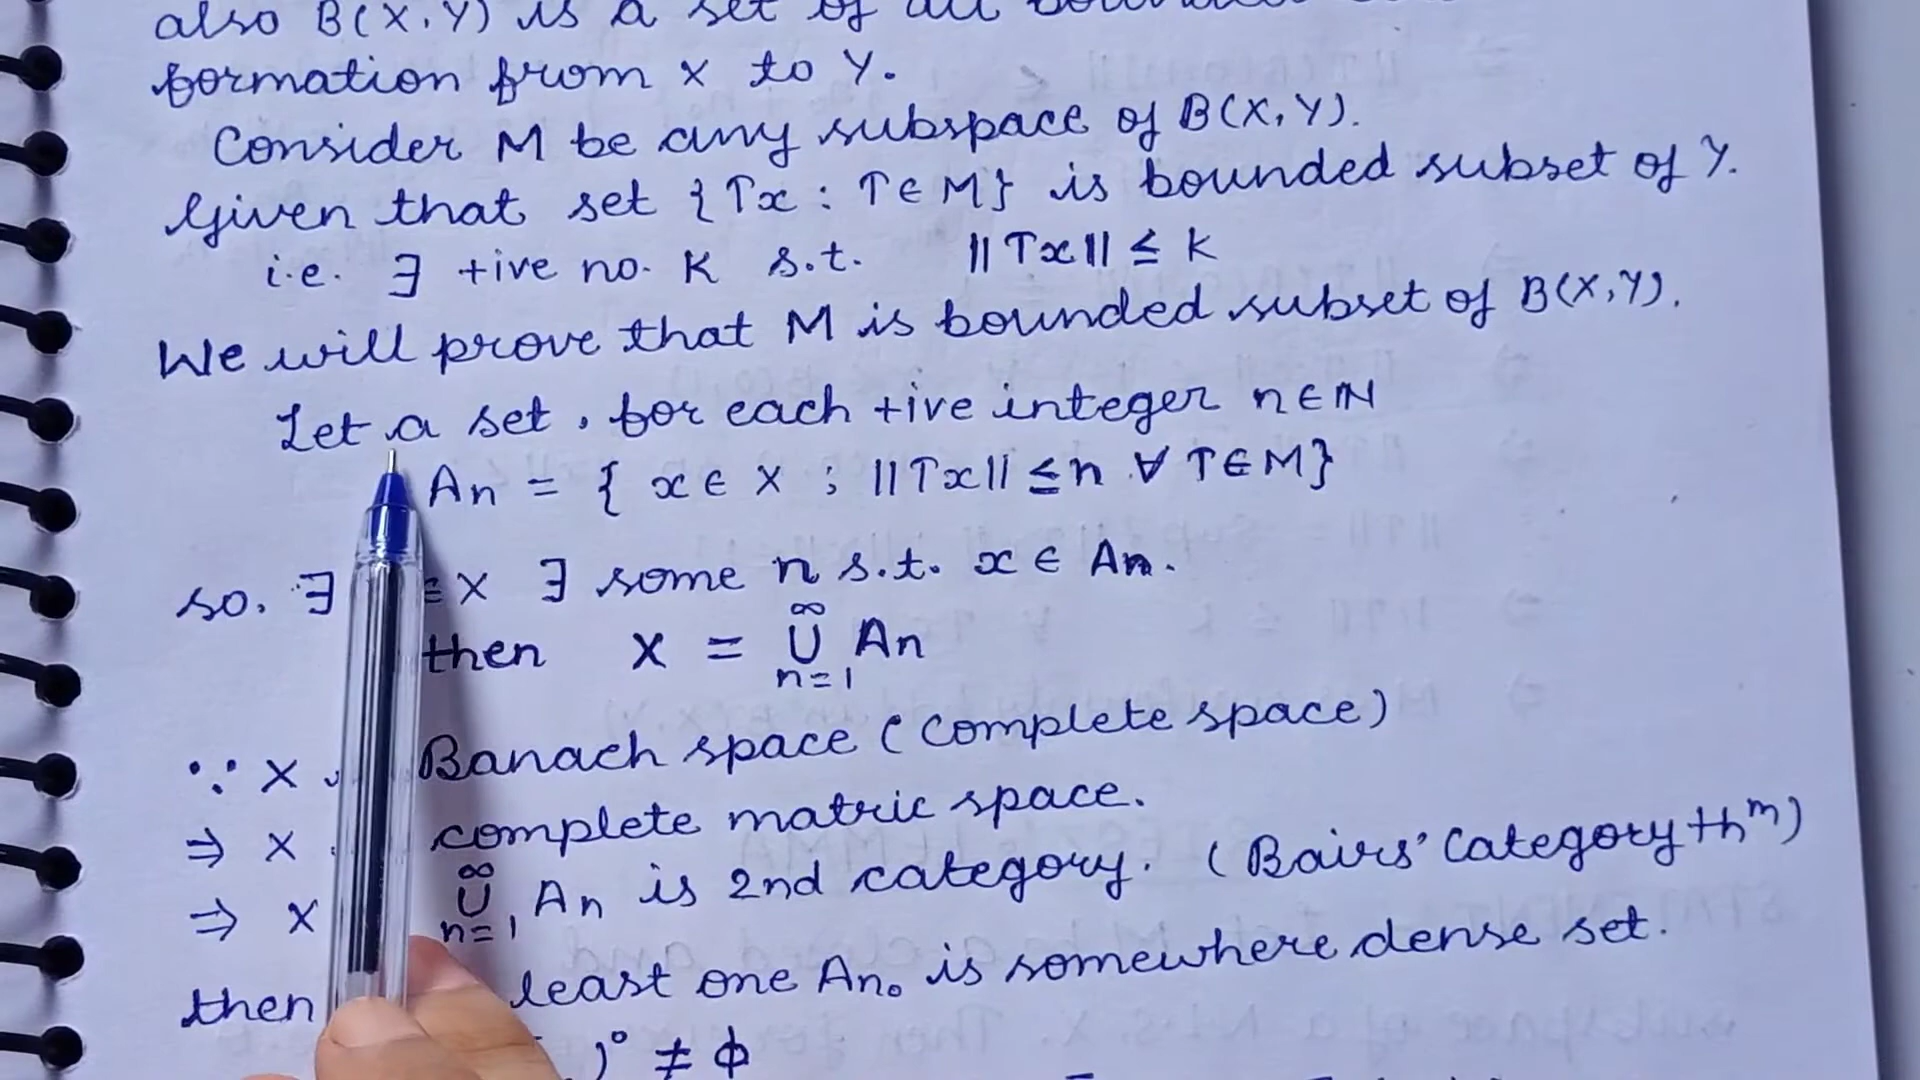 also B(X,Y) is a set of all
formation from X to Y.
Consider M be any subspace of B(X,Y).
Given that set {Tx : T∈M} is bounded subset of Y.
i.e. ∃ +ive no. K s.t. ||Tx|| ≤ K
We will prove that M is bounded subset of B(X,Y).
Let a set, for each +ive integer n∈ℕ
An = { x∈ X ; ||Tx|| ≤n ∀ T∈M}
so. ∃ ∈ X ∃ some n s.t. x ∈ An.
then X = ∞∪n=1 An
∵ X Banach space (complete space)
⇒ X complete matric space.
⇒ X ∞∪n=1 An is 2nd category. (Bairs' Category thm)
then least one An₀ is somewhere dense set.
)° ≠ ϕ